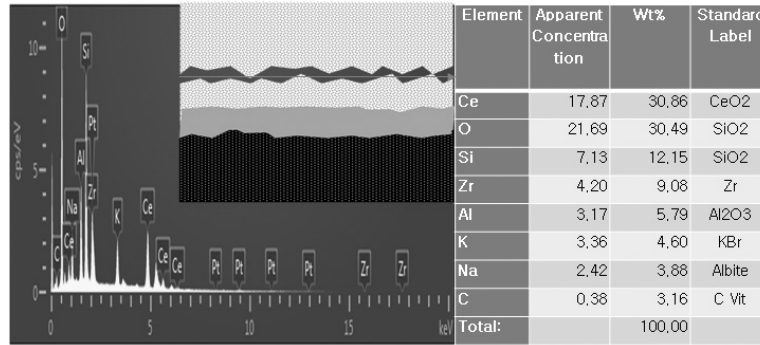 O
Si
Pt
Al
Zr
Na
K
Ce
C
Ce
Ce
Ce
Pt
Pt
Pt
Pt
Zr
Zr
cps/eV
10
5
0
0
5
10
15
keV
Element Apparent Concentra tion Wt% Standard Label
Ce 17,87 30,86 CeO2
O 21,69 30,49 SiO2
Si 7,13 12,15 SiO2
Zr 4,20 9,08 Zr
Al 3,17 5,79 Al2O3
K 3,36 4,60 KBr
Na 2,42 3,88 Albite
C 0,38 3,16 C Vit
Total: 100,00